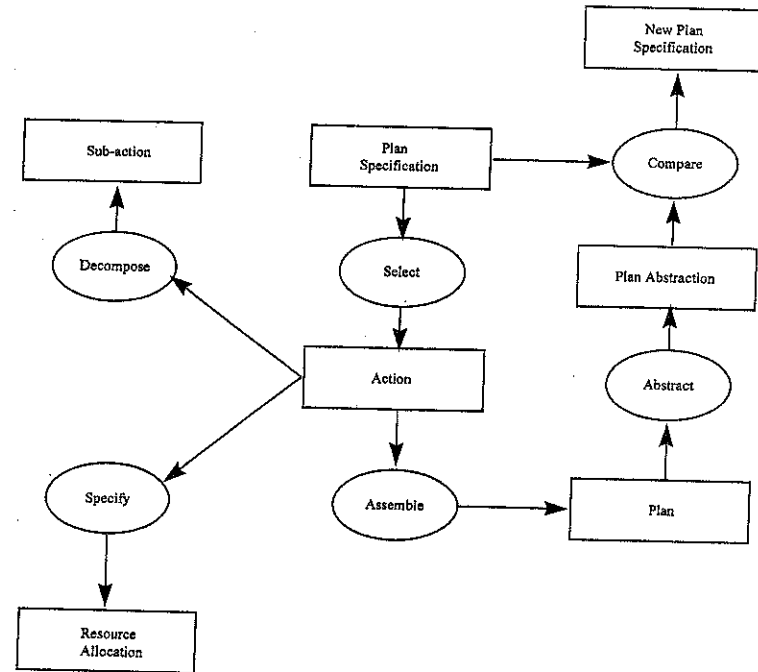 New Plan
Specification
Sub-action
Plan
Specification
Compare
Decompose
Select
Plan Abstraction
Action
Abstract
Specify
Assemble
Plan
Resource
Allocation